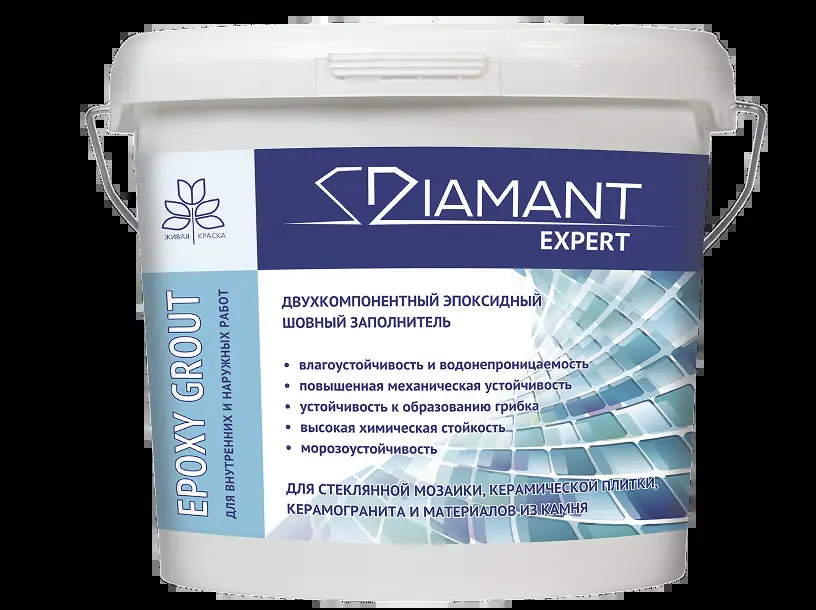 DIAMANT
EXPERT
ЖИВАЯ КРАСКА
EPOXY GROUT
ДЛЯ ВНУТРЕННИХ И НАРУЖНЫХ РАБОТ
ДВУХКОМПОНЕНТНЫЙ ЭПОКСИДНЫЙ
ШОВНЫЙ ЗАПОЛНИТЕЛЬ
• влагоустойчивость и водонепроницаемость
• повышенная механическая устойчивость
• устойчивость к образованию грибка
• высокая химическая стойкость
• морозоустойчивость
ДЛЯ СТЕКЛЯННОЙ МОЗАИКИ, КЕРАМИЧЕСКОЙ ПЛИТКИ,
КЕРАМОГРАНИТА И МАТЕРИАЛОВ ИЗ КАМНЯ